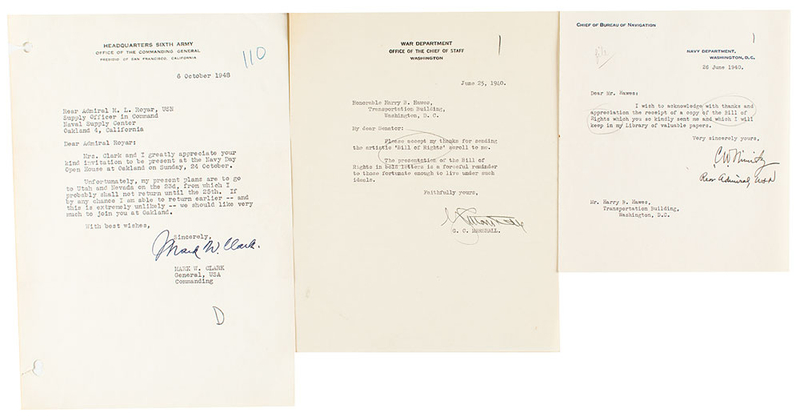 HEADQUARTERS SIXTH ARMY
OFFICE OF THE COMMANDING GENERAL
PRESIDIO OF SAN FRANCISCO, CALIFORNIA
110
6 October 1948
Rear Admiral M. L. Royar, USN
Supply Officer in Command
Naval Supply Center
Oakland 4, California
Dear Admiral Royar:
Mrs. Clark and I greatly appreciate your
kind invitation to be present at the Navy Day
Open House at Oakland on Sunday, 24 October.
Unfortunately, my present plans are to go
to Utah and Nevada on the 23d, from which I
probably shall not return until the 25th. If
by any chance I am able to return earlier -- and
this is extremely unlikely -- we should like very
much to join you at Oakland.
With best wishes,
Sincerely,
Mark W. Clark.
MARK W. CLARK
General, USA
Commanding
D
WAR DEPARTMENT
OFFICE OF THE CHIEF OF STAFF
WASHINGTON
June 25, 1940.
Honorable Harry B. Hawes,
Transportation Building,
Washington, D. C.
My dear Senator:
Please accept my thanks for sending
the artistic "Bill of Rights" scroll to me.
The presentation of the Bill of
Rights in bold letters is a forceful reminder
to those fortunate enough to live under such
ideals.
Faithfully yours,
G. C. MARSHALL.
CHIEF OF BUREAU OF NAVIGATION
NAVY DEPARTMENT,
WASHINGTON, D.C.
26 June 1940.
Dear Mr. Hawes:
I wish to acknowledge with thanks and
appreciation the receipt of a copy of the Bill of
Rights which you so kindly sent me and which I will
keep in my library of valuable papers.
Very sincerely yours,
C W Nimitz
Rear Admiral, USN
Mr. Harry B. Hawes,
Transportation Building,
Washington, D.C.